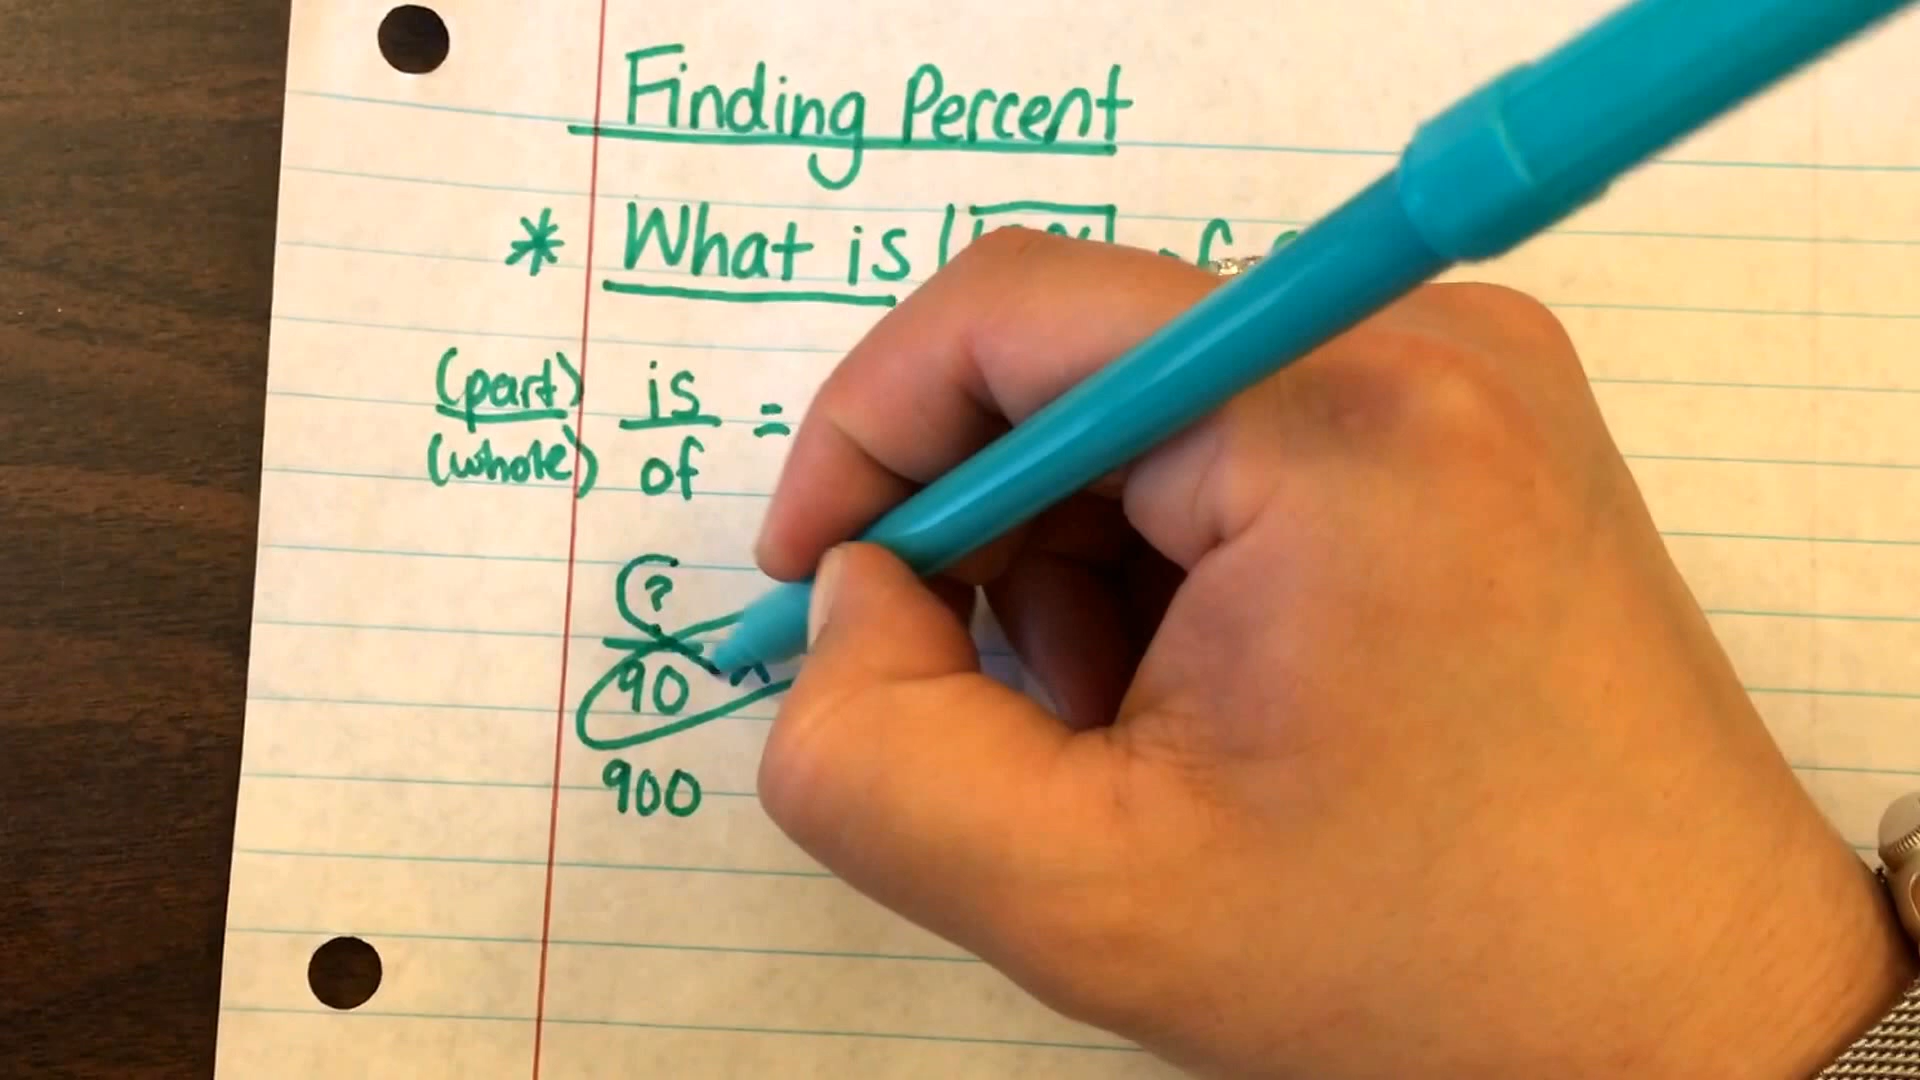 Finding Percent
* What is
(part) is =
(whole) of
?
90
900